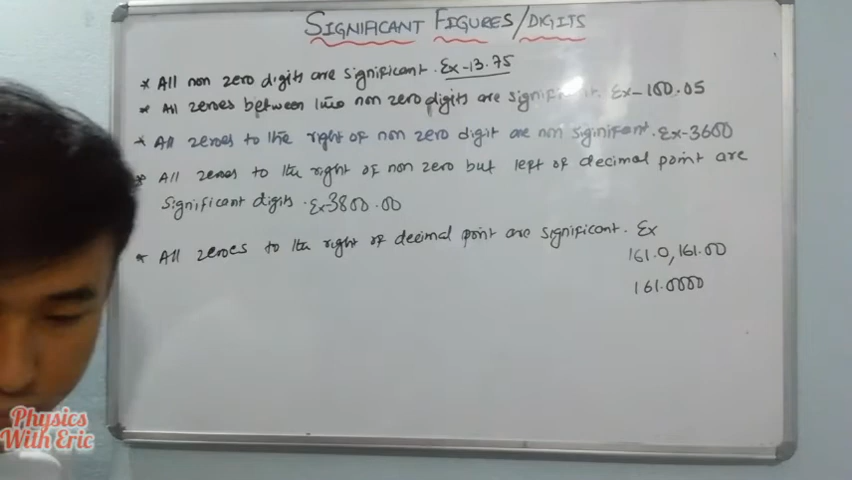 SIGNIFICANT FIGURES/DIGITS
* All non zero digits are significant. Ex-13.75
* All zeroes between two non zero digits are signifi t. Ex-100.05
* All zeroes to the right of non zero digit are non siginificant. Ex-3600
* All zeroes to the right of non zero but left of decimal point are
significant digits. Ex 3800.00
* All zeroes to the right of decimal point are significant. Ex
161.0, 161.00
161.0000
Physics
With Eric